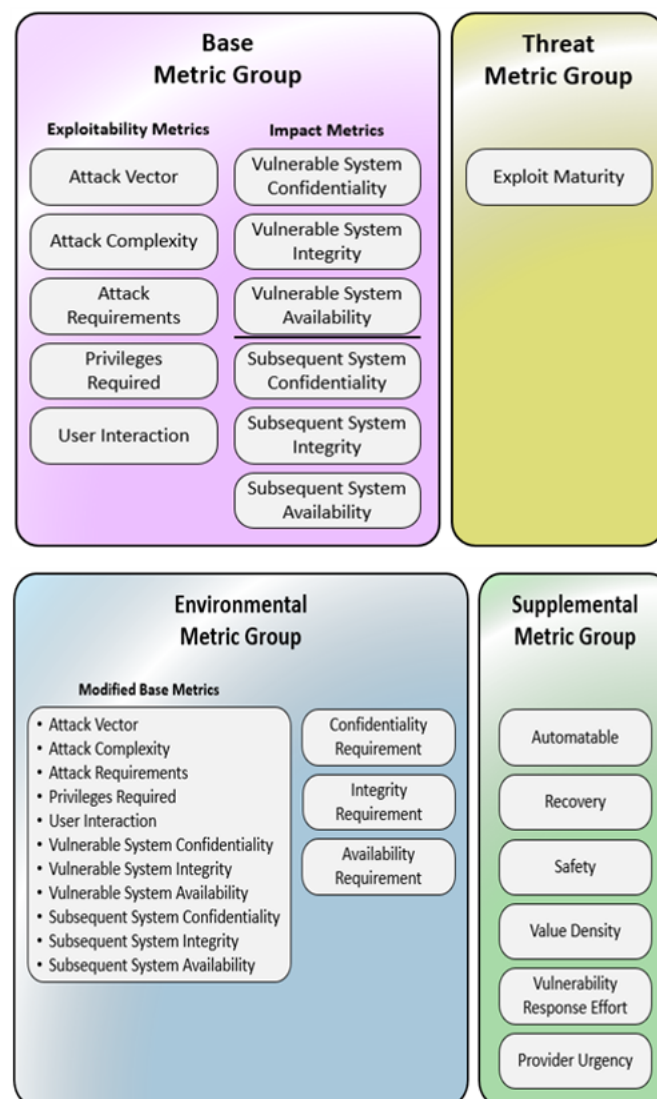 Base
Metric Group
Exploitability Metrics
Attack Vector
Attack Complexity
Attack
Requirements
Privileges
Required
User Interaction
Impact Metrics
Vulnerable System
Confidentiality
Vulnerable System
Integrity
Vulnerable System
Availability
Subsequent System
Confidentiality
Subsequent System
Integrity
Subsequent System
Availability
Threat
Metric Group
Exploit Maturity
Environmental
Metric Group
Modified Base Metrics
• Attack Vector
• Attack Complexity
• Attack Requirements
• Privileges Required
• User Interaction
• Vulnerable System Confidentiality
• Vulnerable System Integrity
• Vulnerable System Availability
• Subsequent System Confidentiality
• Subsequent System Integrity
• Subsequent System Availability
Confidentiality
Requirement
Integrity
Requirement
Availability
Requirement
Supplemental
Metric Group
Automatable
Recovery
Safety
Value Density
Vulnerability
Response Effort
Provider Urgency